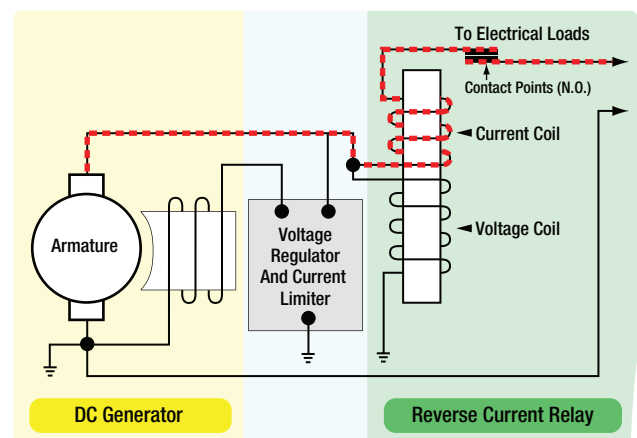 To Electrical Loads
Contact Points (N.O.)
Current Coil
Armature
Voltage
Regulator
And Current
Limiter
Voltage Coil
DC Generator
Reverse Current Relay